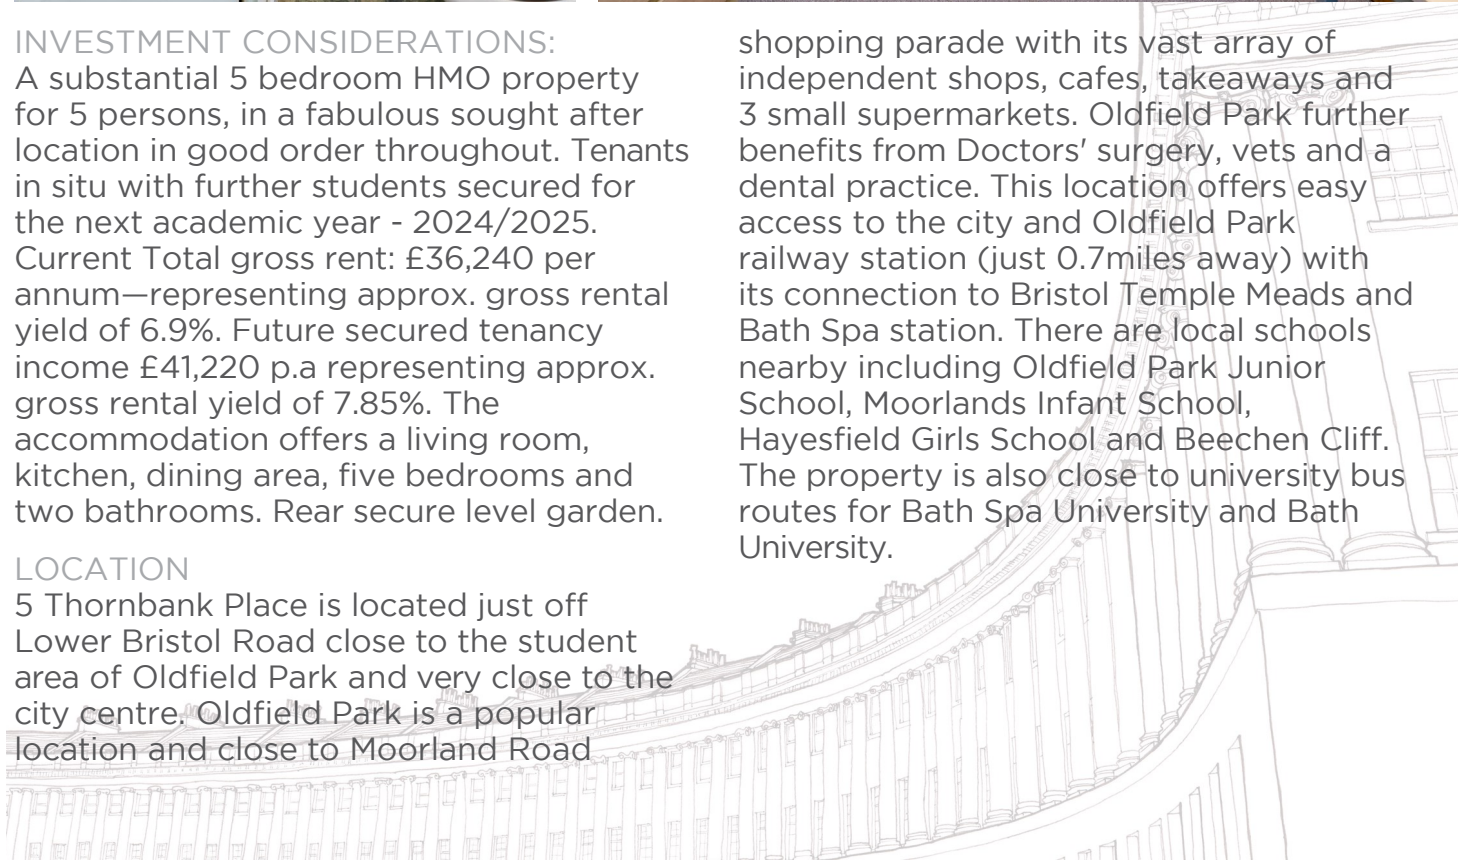 INVESTMENT CONSIDERATIONS:
A substantial 5 bedroom HMO property
for 5 persons, in a fabulous sought after
location in good order throughout. Tenants
in situ with further students secured for
the next academic year - 2024/2025.
Current Total gross rent: £36,240 per
annum—representing approx. gross rental
yield of 6.9%. Future secured tenancy
income £41,220 p.a representing approx.
gross rental yield of 7.85%. The
accommodation offers a living room,
kitchen, dining area, five bedrooms and
two bathrooms. Rear secure level garden.
LOCATION
5 Thornbank Place is located just off
Lower Bristol Road close to the student
area of Oldfield Park and very close to the
city centre. Oldfield Park is a popular
location and close to Moorland Road
shopping parade with its vast array of
independent shops, cafes, takeaways and
3 small supermarkets. Oldfield Park further
benefits from Doctors' surgery, vets and a
dental practice. This location offers easy
access to the city and Oldfield Park
railway station (just 0.7miles away) with
its connection to Bristol Temple Meads and
Bath Spa station. There are local schools
nearby including Oldfield Park Junior
School, Moorlands Infant School,
Hayesfield Girls School and Beechen Cliff.
The property is also close to university bus
routes for Bath Spa University and Bath
University.